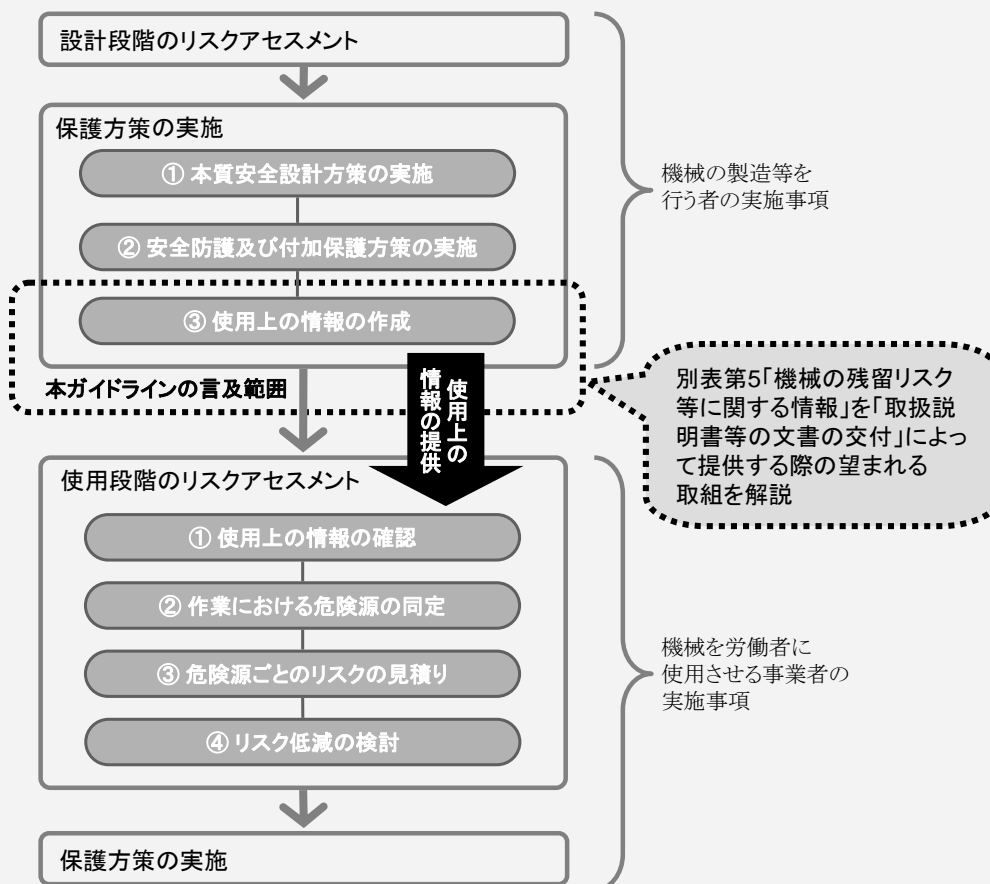 設計段階のリスクアセスメント
保護方策の実施
① 本質安全設計方策の実施
② 安全防護及び付加保護方策の実施
③ 使用上の情報の作成
機械の製造等を
行う者の実施事項
本ガイドラインの言及範囲
使用上の
情報の提供
別表第5「機械の残留リスク
等に関する情報」を「取扱説
明書等の文書の交付」によっ
て提供する際の望まれる
取組を解説
使用段階のリスクアセスメント
① 使用上の情報の確認
② 作業における危険源の同定
③ 危険源ごとのリスクの見積り
④ リスク低減の検討
機械を労働者に
使用させる事業者の
実施事項
保護方策の実施